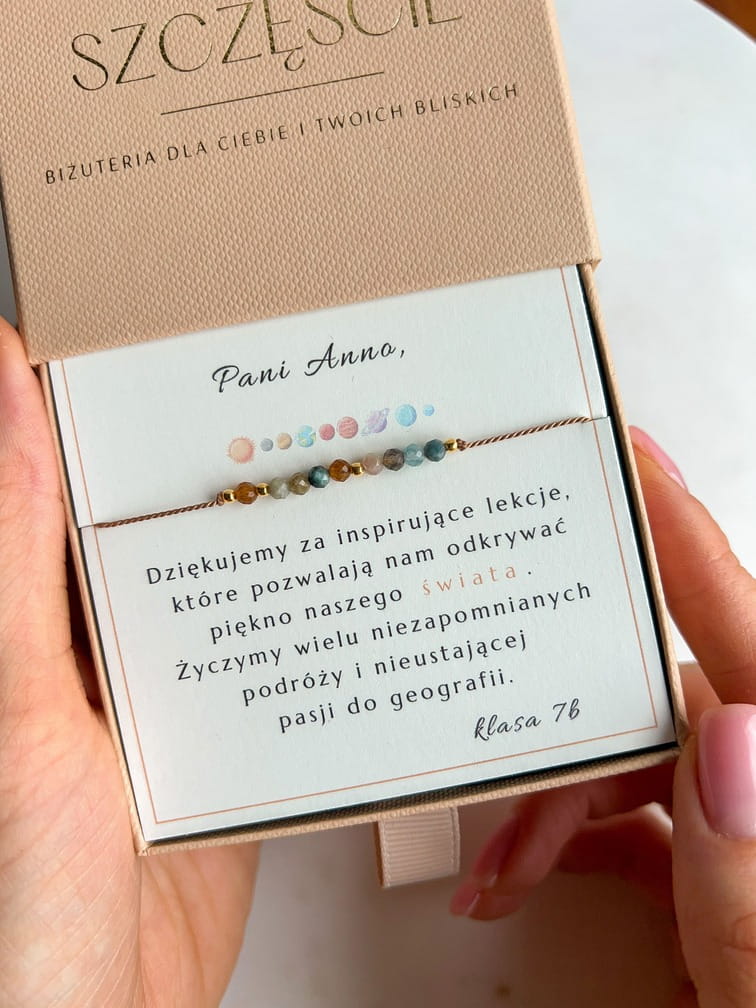 SZCZĘŚCIE
BIŻUTERIA DLA CIEBIE I TWOICH BLISKICH
Pani Anno,
Dziękujemy za inspirujące lekcje,
które pozwalają nam odkrywać
piękno naszego świata.
Życzymy wielu niezapomnianych
podróży i nieustającej
pasji do geografii.
klasa 7b